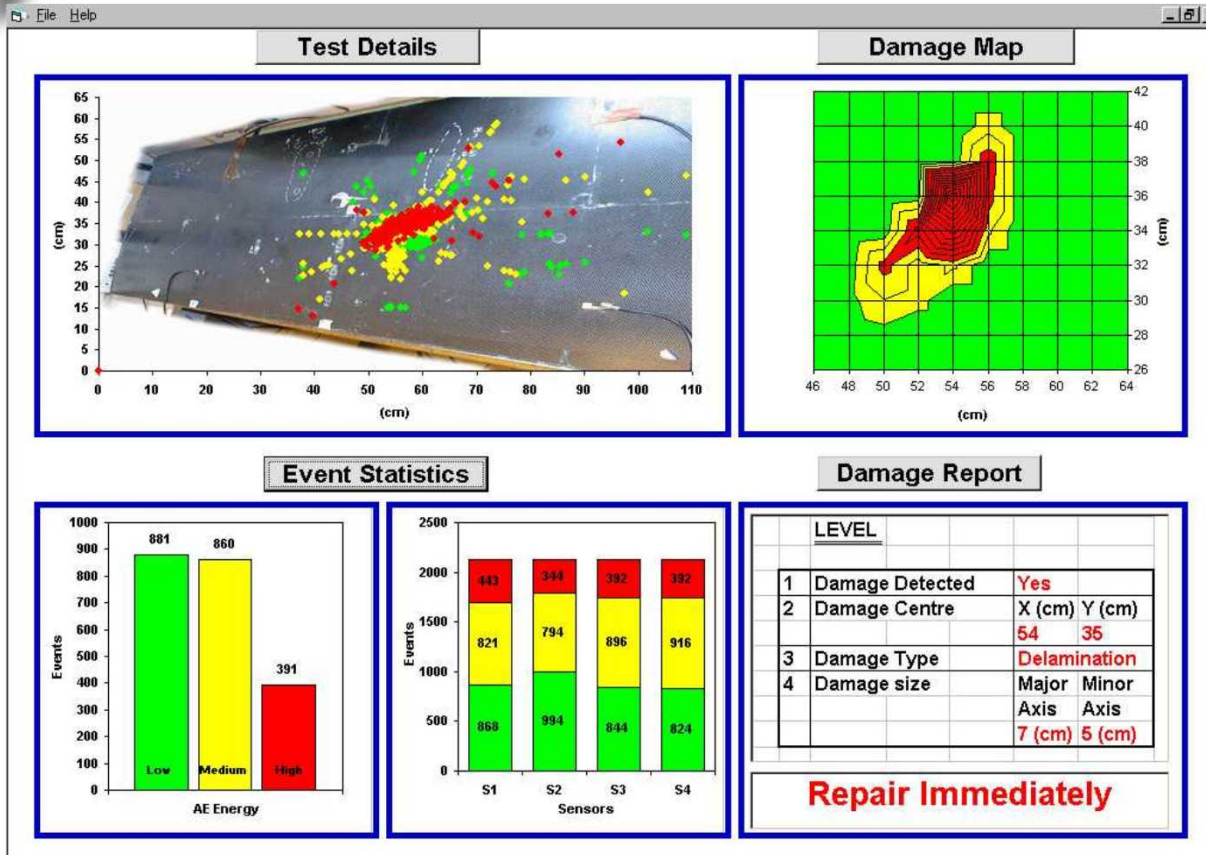 File Help
Test Details
Damage Map
65
60
55
50
45
40
35
30
25
20
15
10
5
0
(cm)
0 10 20 30 40 50 60 70 80 90 100 110
(cm)
42
40
38
36
34
32
30
28
26
(cm)
46 48 50 52 54 56 58 60 62 64
(cm)
Event Statistics
Damage Report
1000
900
800
700
600
500
400
300
200
100
0
Events
881
860
391
Low Medium High
AE Energy
2500
2000
1500
1000
500
0
Events
443 344 392 392
821 794 896 916
868 994 844 824
S1 S2 S3 S4
Sensors
LEVEL
1 Damage Detected Yes
2 Damage Centre X (cm) Y (cm)
54 35
3 Damage Type Delamination
4 Damage size Major Minor
Axis Axis
7 (cm) 5 (cm)
Repair Immediately